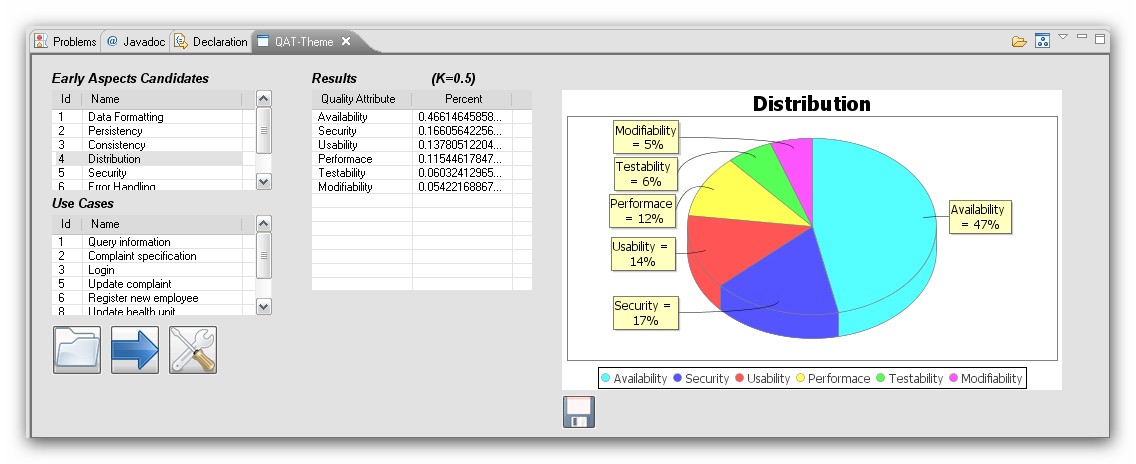 Problems @ Javadoc Declaration QAT-Theme
Early Aspects Candidates
Id Name
1 Data Formatting
2 Persistency
3 Consistency
4 Distribution
5 Security
6 Error Handling
Use Cases
Id Name
1 Query information
2 Complaint specification
3 Login
5 Update complaint
6 Register new employee
8 Update health unit
Results (K=0.5)
Quality Attribute Percent
Availability 0.46614645858...
Security 0.16605642256...
Usability 0.13780512204...
Performace 0.11544617847...
Testability 0.06032412965...
Modifiability 0.05422168867...
Distribution
Modifiability
= 5%
Testability
= 6%
Performace
= 12%
Usability =
14%
Security =
17%
Availability
= 47%
Availability Security Usability Performace Testability Modifiability